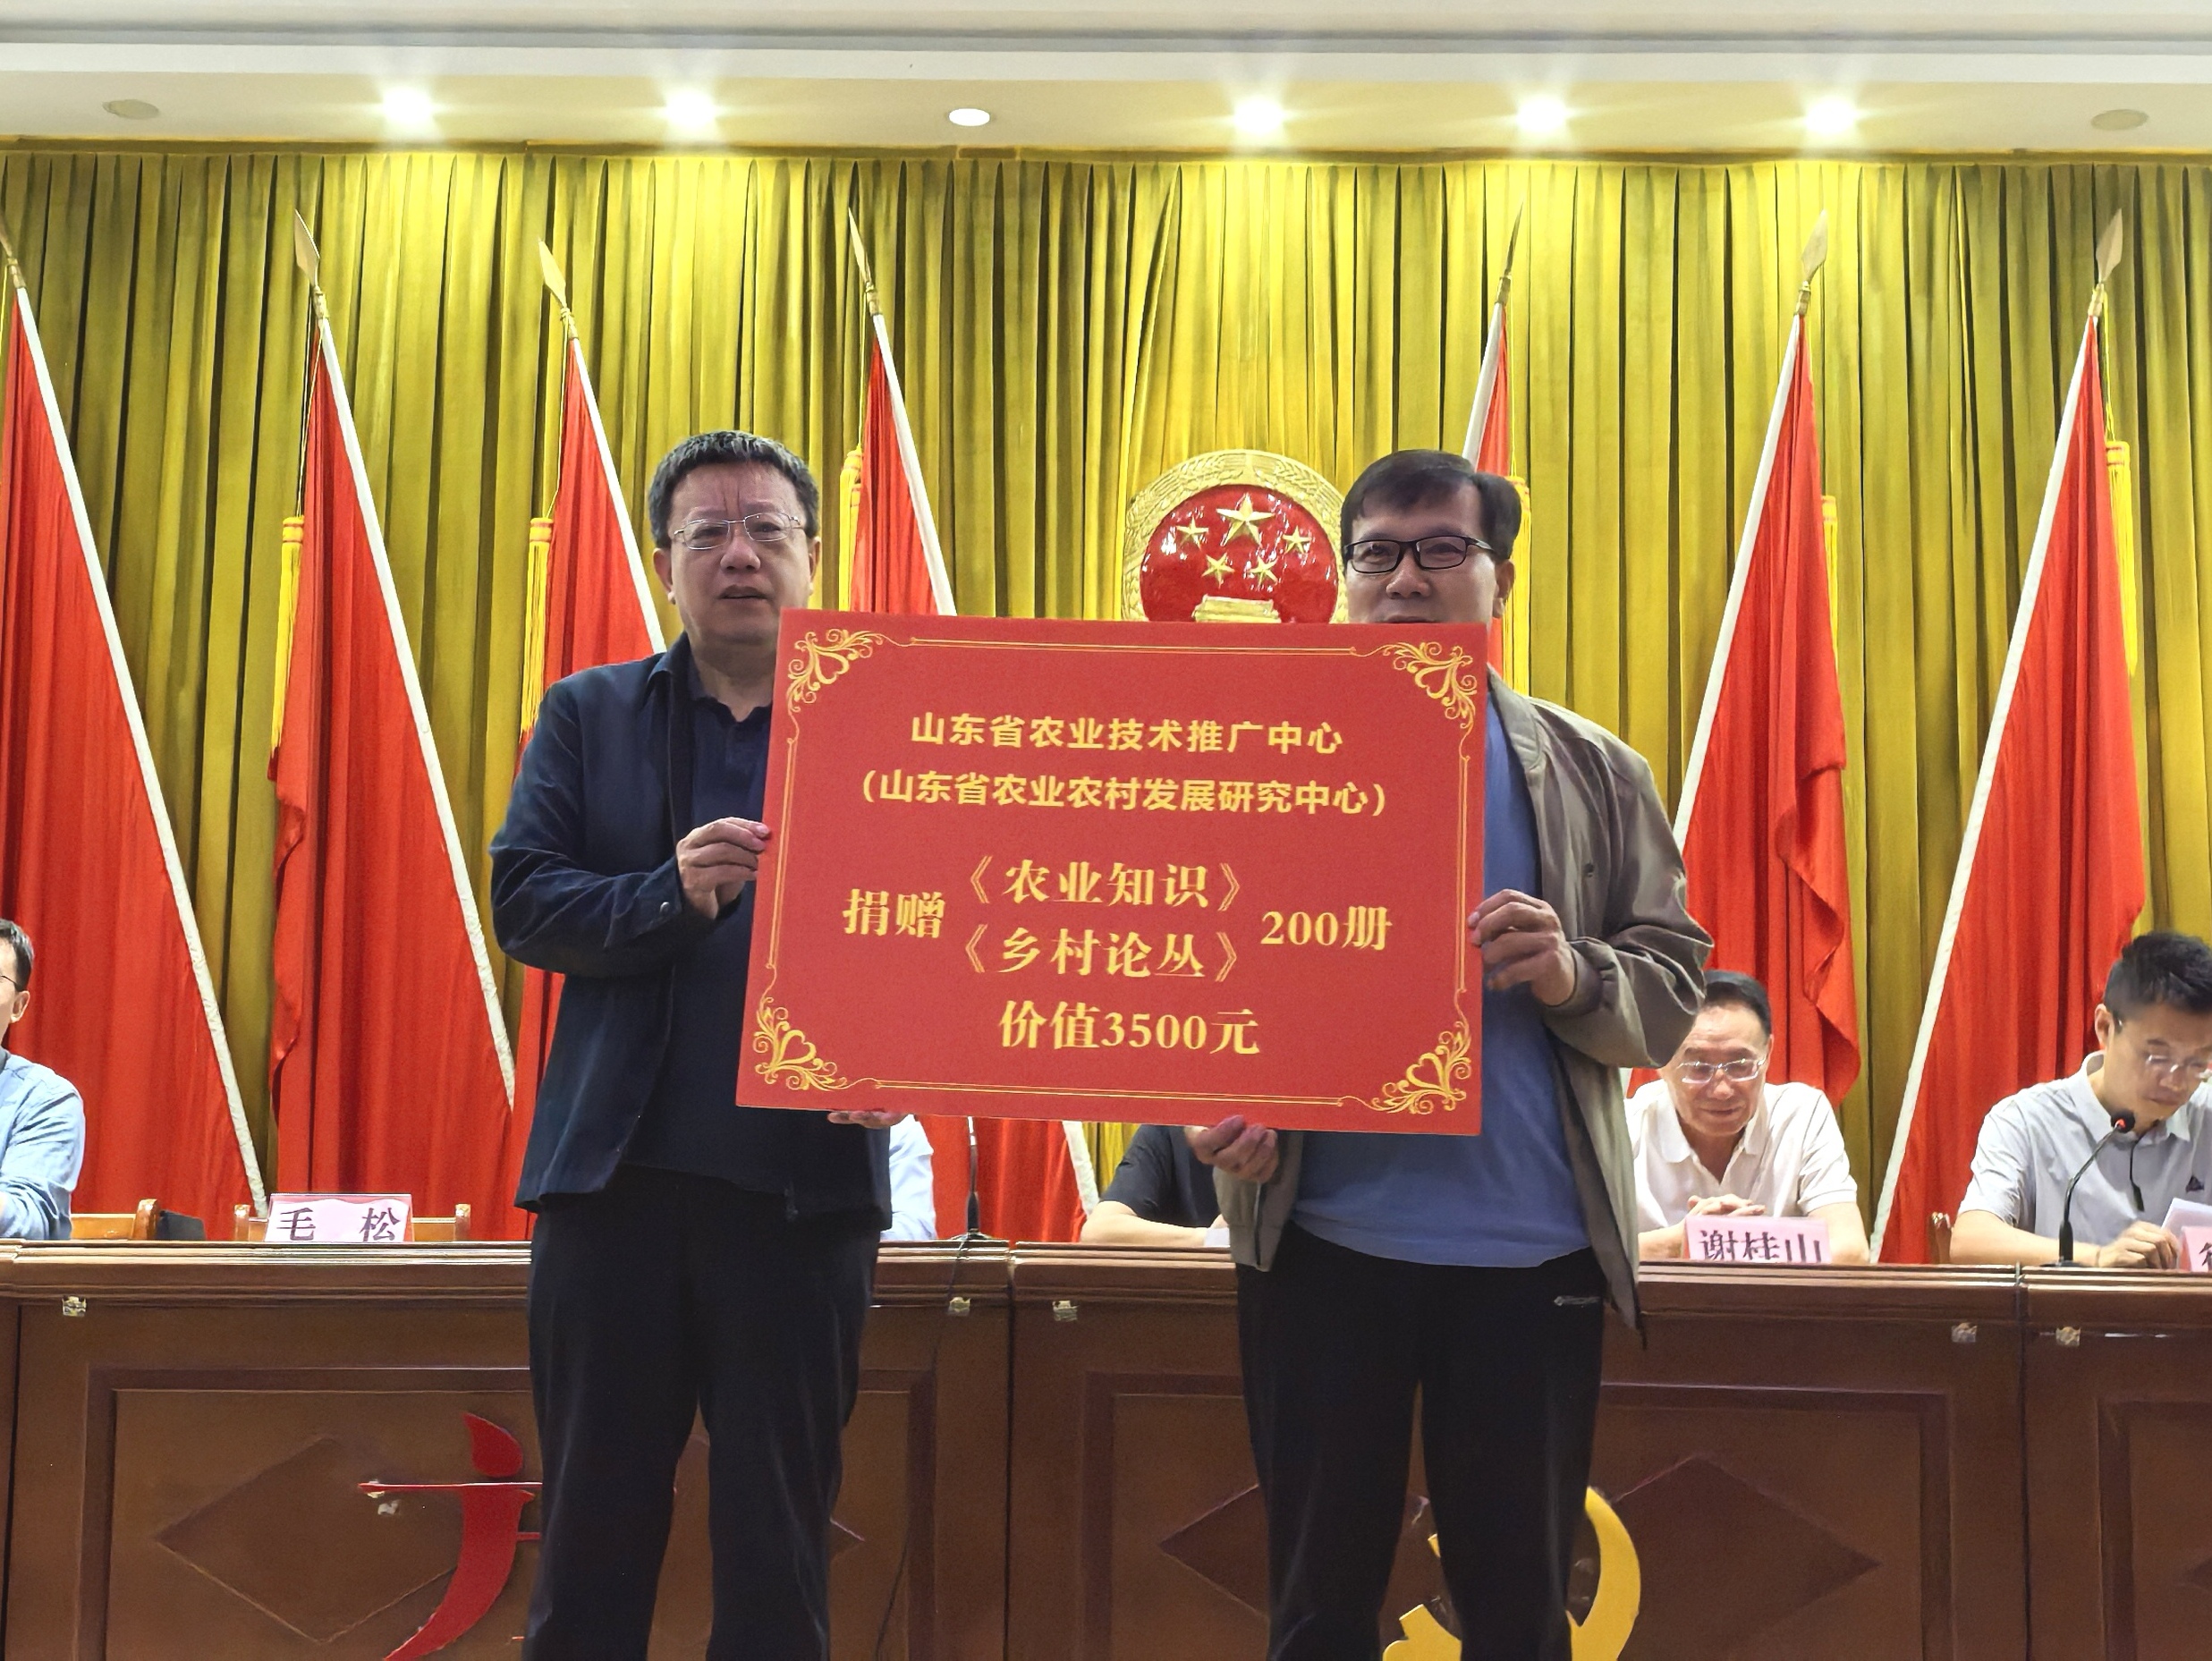 山东省农业技术推广中心
（山东省农业农村发展研究中心）
捐赠
《农业知识》
《乡村论丛》
200册
价值3500元
毛 松
谢桂山